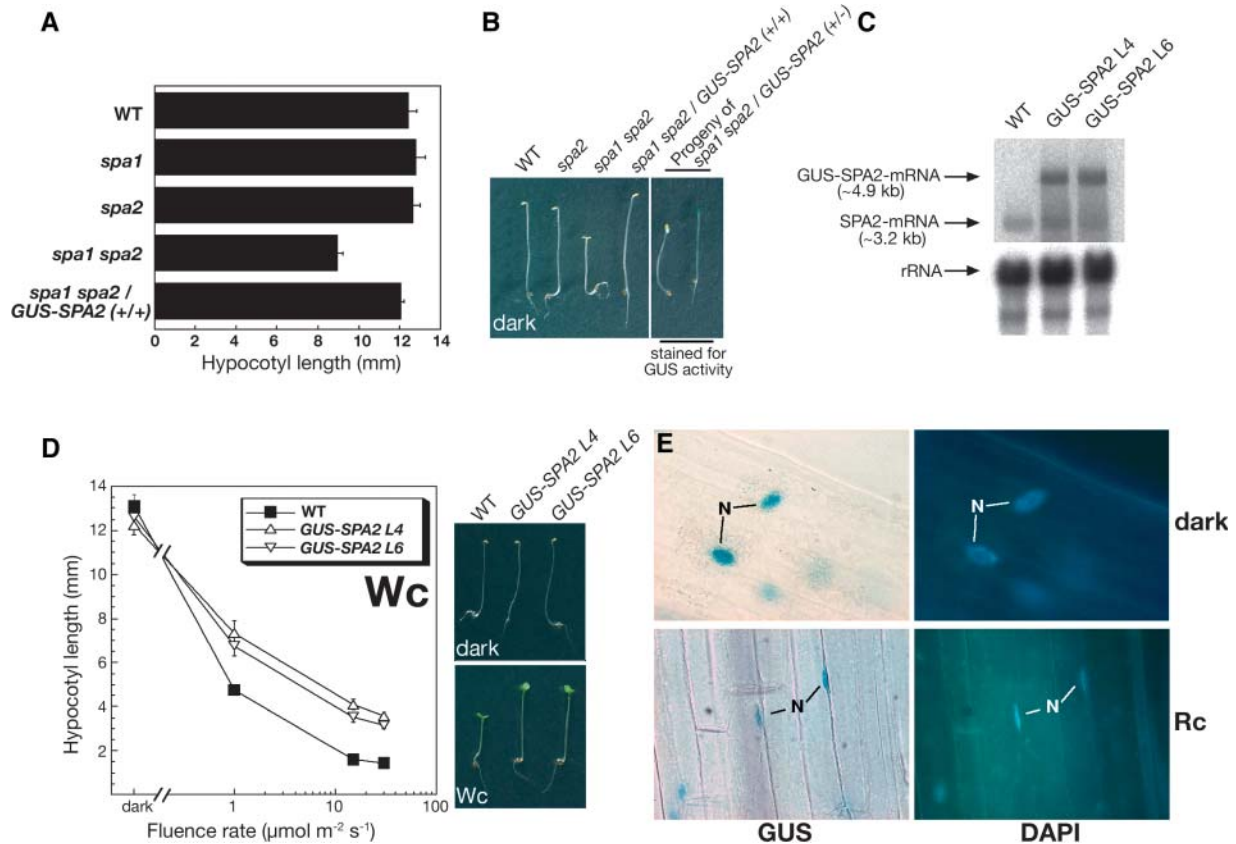 A
WT
spa1
spa2
spa1 spa2
spa1 spa2 /
GUS-SPA2 (+/+)
0 2 4 6 8 10 12 14
Hypocotyl length (mm)
B
WT
spa2
spa1 spa2
spa1 spa2 / GUS-SPA2 (+/+)
Progeny of
spa1 spa2 / GUS-SPA2 (+/-)
dark
stained for
GUS activity
C
WT
GUS-SPA2 L4
GUS-SPA2 L6
GUS-SPA2-mRNA
(~4.9 kb)
SPA2-mRNA
(~3.2 kb)
rRNA
D
14
12
10
8
6
4
2
Hypocotyl length (mm)
WT
GUS-SPA2 L4
GUS-SPA2 L6
Wc
dark 1 10 100
Fluence rate (µmol m⁻² s⁻¹)
WT
GUS-SPA2 L4
GUS-SPA2 L6
dark
Wc
E
N
N
dark
N
N
Rc
GUS
DAPI